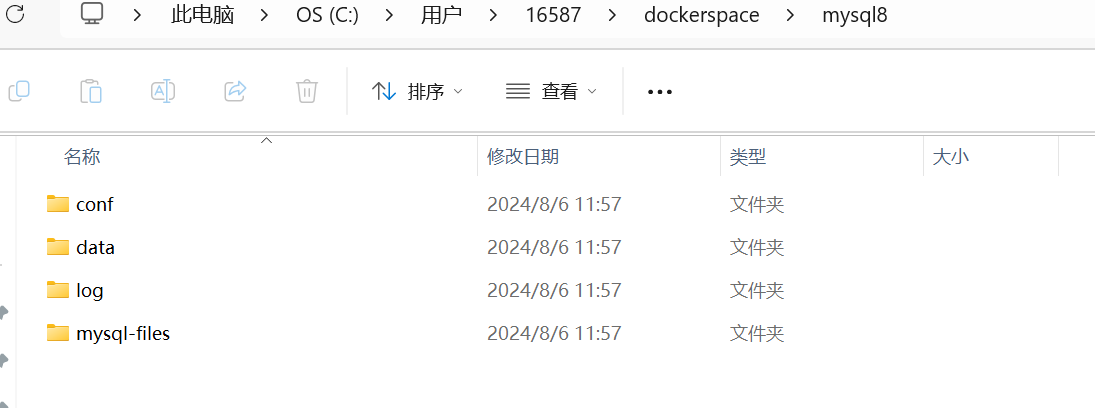 此电脑 OS (C:) 用户 16587 dockerspace mysql8
排序 查看
名称 修改日期 类型 大小
conf 2024/8/6 11:57 文件夹
data 2024/8/6 11:57 文件夹
log 2024/8/6 11:57 文件夹
mysql-files 2024/8/6 11:57 文件夹